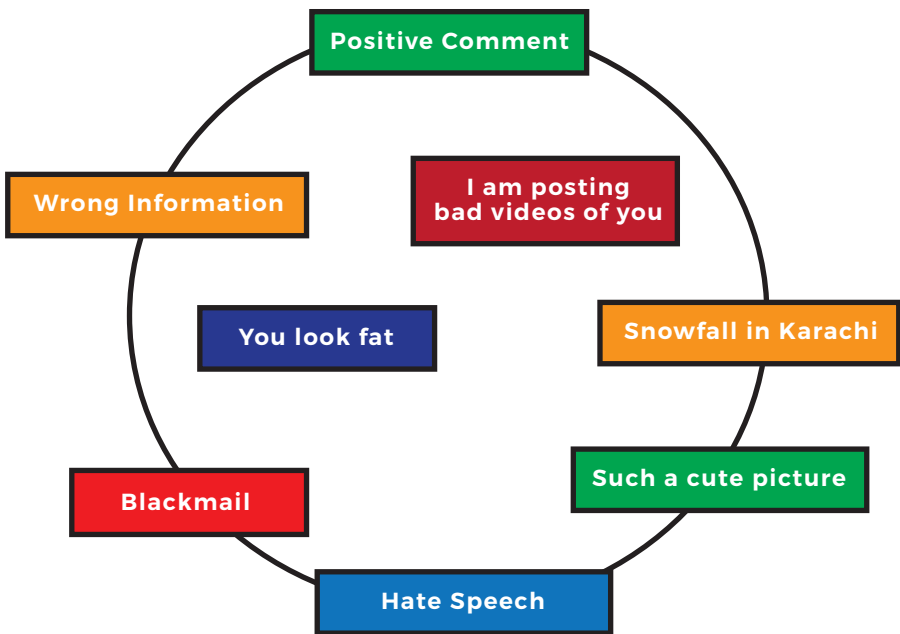 Positive Comment
I am posting
bad videos of you
Wrong Information
Snowfall in Karachi
You look fat
Such a cute picture
Blackmail
Hate Speech